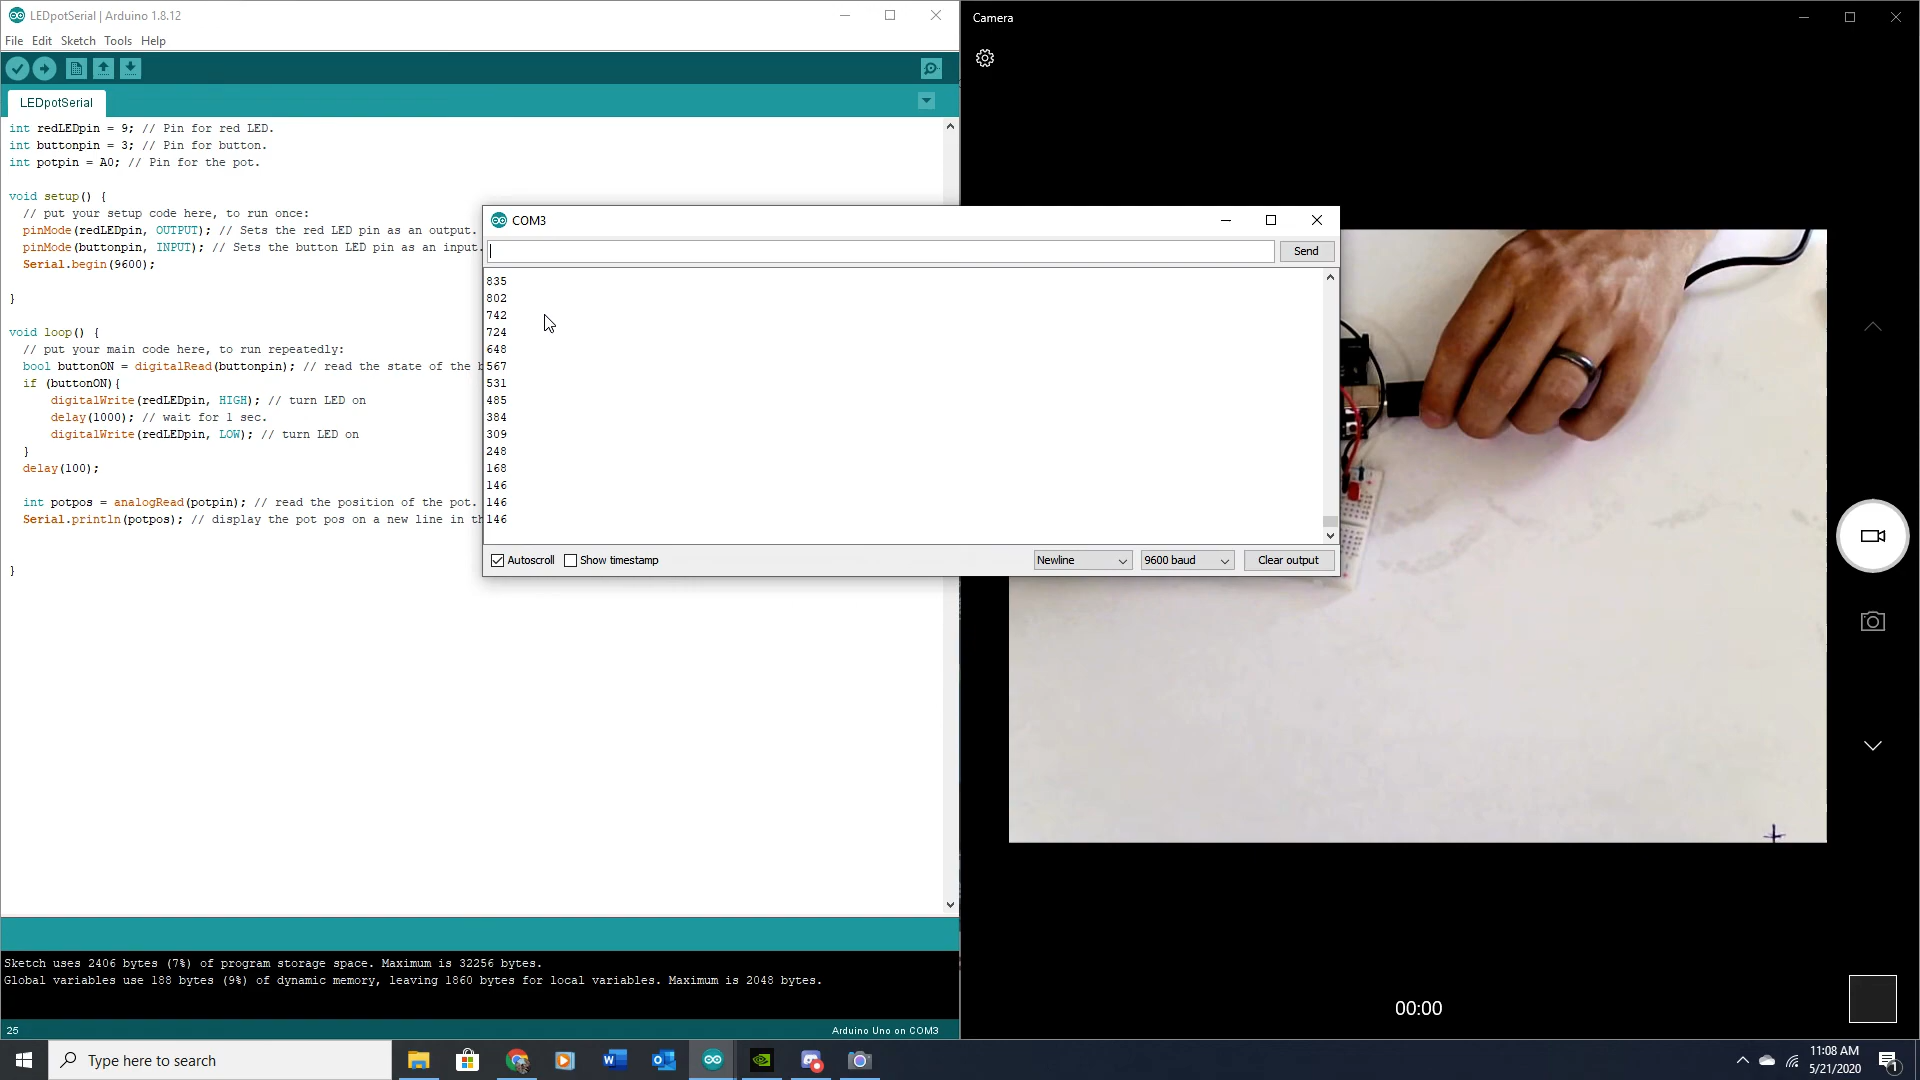 LEDpotSerial | Arduino 1.8.12
File Edit Sketch Tools Help
LEDpotSerial
int redLEDpin = 9; // Pin for red LED.
int buttonpin = 3; // Pin for button.
int potpin = A0; // Pin for the pot.
void setup() {
// put your setup code here, to run once:
pinMode(redLEDpin, OUTPUT); // Sets the red LED pin as an output.
pinMode(buttonpin, INPUT); // Sets the button LED pin as an input.
Serial.begin(9600);
}
void loop() {
// put your main code here, to run repeatedly:
bool buttonON = digitalRead(buttonpin); // read the state of the
if (buttonON){
digitalWrite(redLEDpin, HIGH); // turn LED on
delay(1000); // wait for 1 sec.
digitalWrite(redLEDpin, LOW); // turn LED on
}
delay(100);
int potpos = analogRead(potpin); // read the position of the pot.
Serial.println(potpos); // display the pot pos on a new line in
}
Sketch uses 2406 bytes (7%) of program storage space. Maximum is 32256 bytes.
Global variables use 188 bytes (9%) of dynamic memory, leaving 1860 bytes for local variables. Maximum is 2048 bytes.
25
Arduino Uno on COM3
COM3
Send
835
802
742
724
648
567
531
485
384
309
248
168
146
146
146
Autoscroll Show timestamp
Newline
9600 baud
Clear output
Camera
00:00
Type here to search
11:08 AM
5/21/2020
1